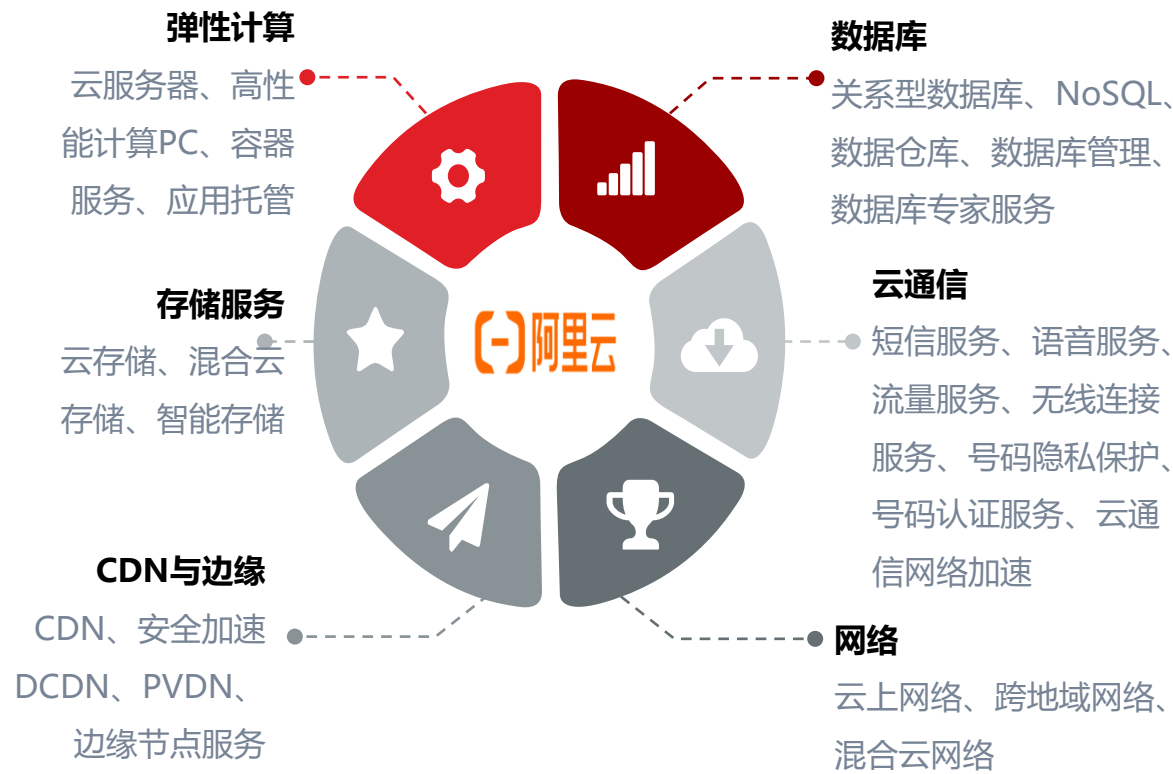 弹性计算
云服务器、高性
能计算PC、容器
服务、应用托管
存储服务
云存储、混合云
存储、智能存储
CDN与边缘
CDN、安全加速
DCDN、PVDN、
边缘节点服务
阿里云
数据库
关系型数据库、NoSQL、
数据仓库、数据库管理、
数据库专家服务
云通信
短信服务、语音服务、
流量服务、无线连接
服务、号码隐私保护、
号码认证服务、云通
信网络加速
网络
云上网络、跨地域网络、
混合云网络